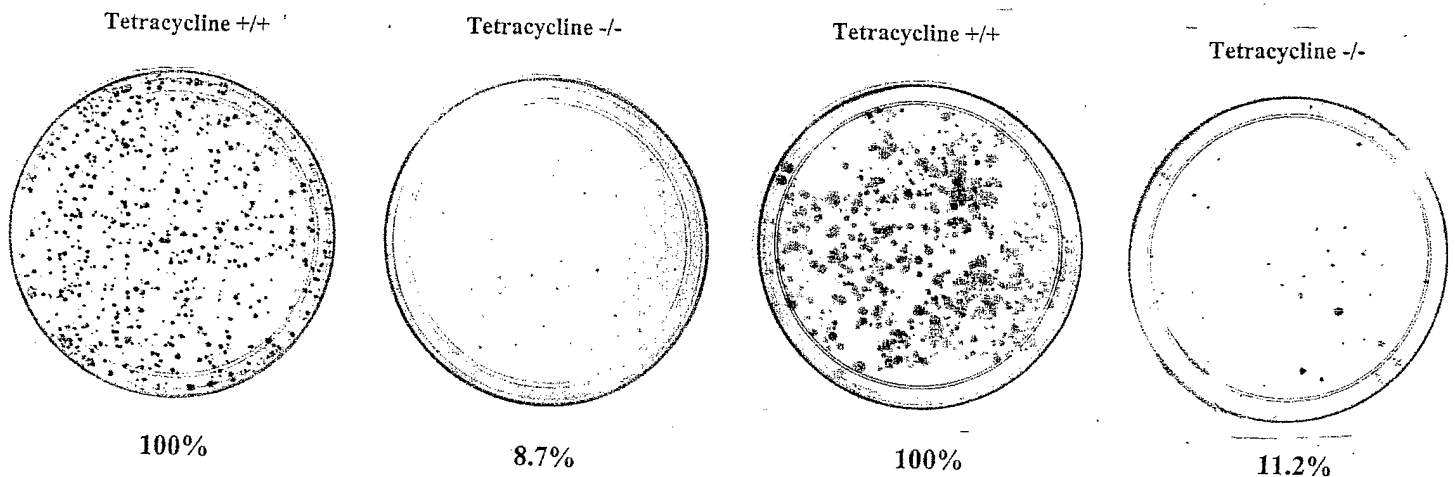 Tetracycline +/+
Tetracycline -/-
Tetracycline +/+
Tetracycline -/-
100%
8.7%
100%
11.2%